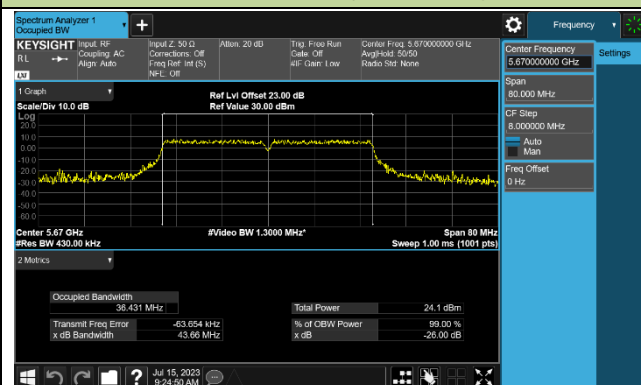 Spectrum Analyzer 1
Occupied BW
Frequency
KEYSIGHT Input: RF
Coupling: AC
Align: Auto
RL
LXI
Input Z: 50 Ω
Corrections: Off
Freq Ref: Int (S)
NFE: Off
Atten: 20 dB
Trig: Free Run
Gate: Off
#IF Gain: Low
Center Freq: 5.670000000 GHz
Avg|Hold: 50/50
Radio Std: None
Center Frequency
5.670000000 GHz
Settings
Span
80.000 MHz
CF Step
8.000000 MHz
Auto
Man
Freq Offset
0 Hz
1 Graph
Scale/Div 10.0 dB
Ref Lvl Offset 23.00 dB
Ref Value 30.00 dBm
Log
20.0
10.0
0.00
-10.0
-20.0
-30.0
-40.0
-50.0
-60.0
Center 5.67 GHz
#Res BW 430.00 kHz
#Video BW 1.3000 MHz*
Span 80 MHz
Sweep 1.00 ms (1001 pts)
2 Metrics
Occupied Bandwidth
36.431 MHz
Total Power 24.1 dBm
Transmit Freq Error -63.654 kHz
% of OBW Power 99.00 %
x dB Bandwidth 43.66 MHz
x dB -26.00 dB
Jul 15, 2023
9:24:50 AM